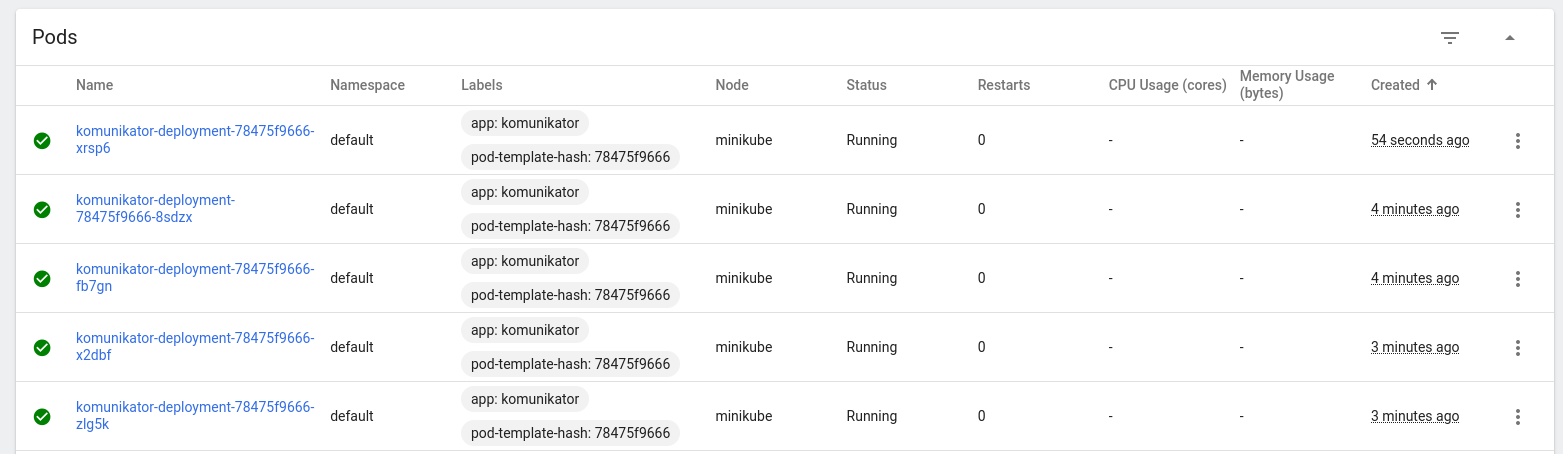 Pods
Name Namespace Labels Node Status Restarts CPU Usage (cores) Memory Usage (bytes) Created
komunikator-deployment-78475f9666-
xrsp6
default
app: komunikator
pod-template-hash: 78475f9666
minikube Running 0 - - 54 seconds ago
komunikator-deployment-
78475f9666-8sdzx
default
app: komunikator
pod-template-hash: 78475f9666
minikube Running 0 - - 4 minutes ago
komunikator-deployment-78475f9666-
fb7gn
default
app: komunikator
pod-template-hash: 78475f9666
minikube Running 0 - - 4 minutes ago
komunikator-deployment-78475f9666-
x2dbf
default
app: komunikator
pod-template-hash: 78475f9666
minikube Running 0 - - 3 minutes ago
komunikator-deployment-78475f9666-
zlg5k
default
app: komunikator
pod-template-hash: 78475f9666
minikube Running 0 - - 3 minutes ago